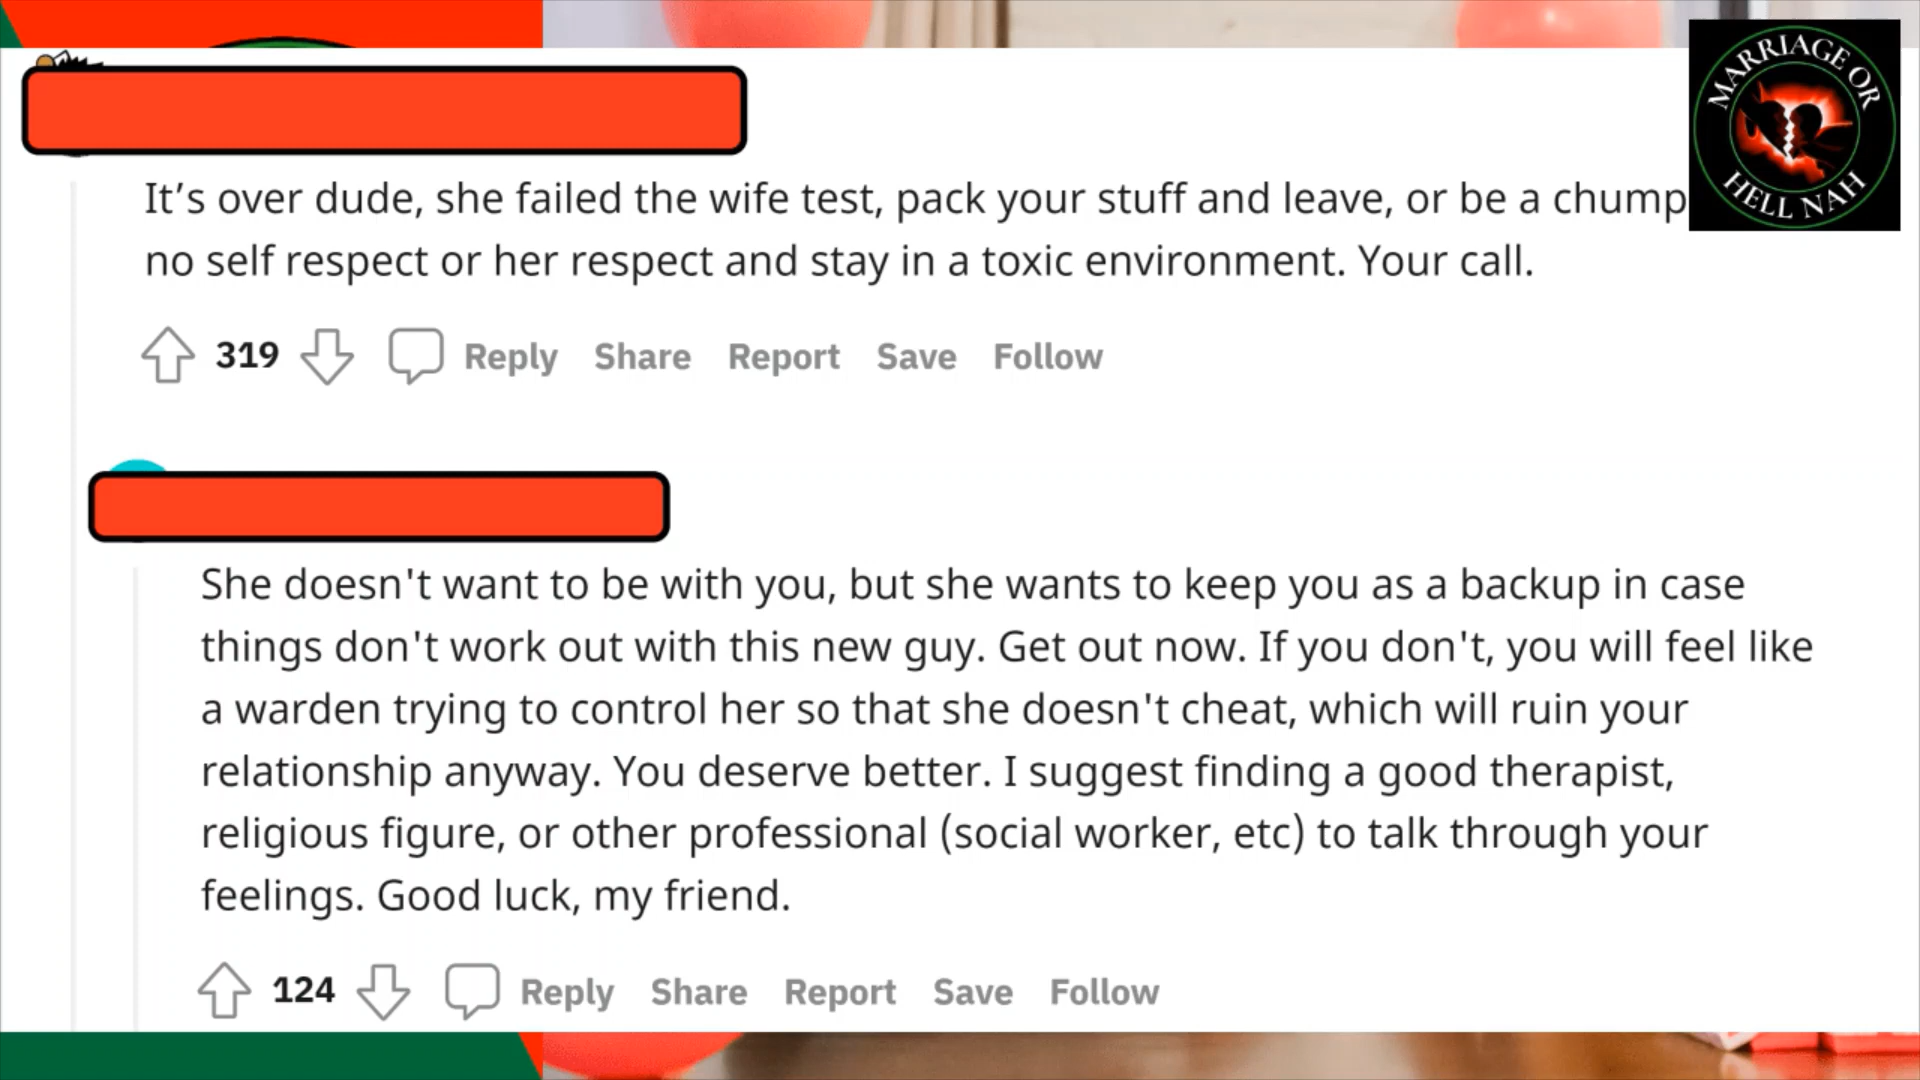 MARRIAGE OR
HELL NAH
It’s over dude, she failed the wife test, pack your stuff and leave, or be a chump
no self respect or her respect and stay in a toxic environment. Your call.
319 Reply Share Report Save Follow
She doesn't want to be with you, but she wants to keep you as a backup in case
things don't work out with this new guy. Get out now. If you don't, you will feel like
a warden trying to control her so that she doesn't cheat, which will ruin your
relationship anyway. You deserve better. I suggest finding a good therapist,
religious figure, or other professional (social worker, etc) to talk through your
feelings. Good luck, my friend.
124 Reply Share Report Save Follow